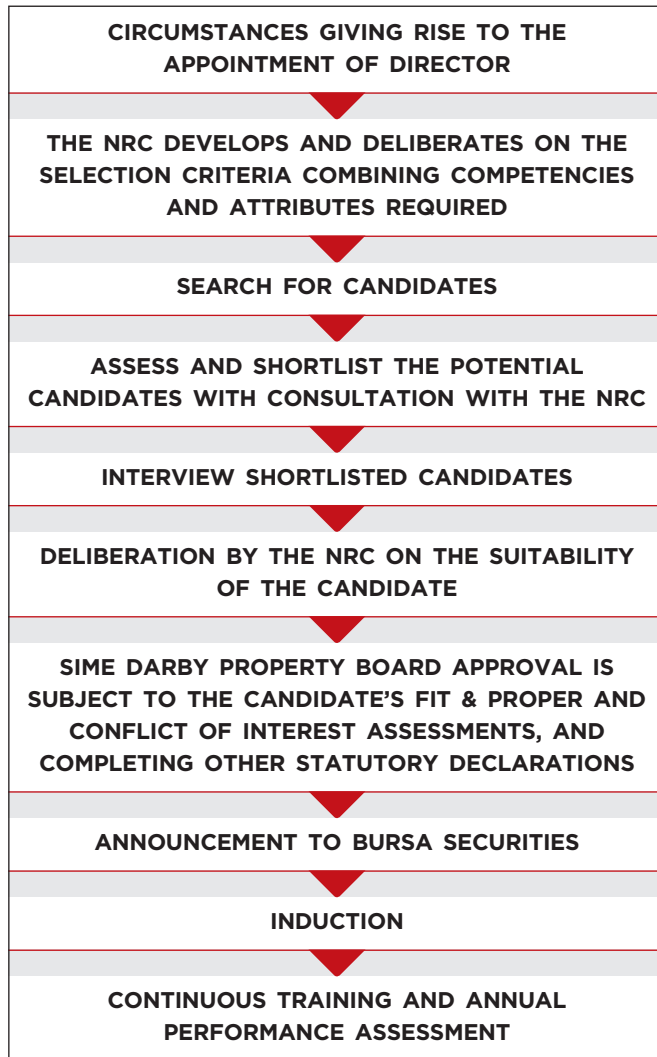 CIRCUMSTANCES GIVING RISE TO THE
APPOINTMENT OF DIRECTOR
THE NRC DEVELOPS AND DELIBERATES ON THE
SELECTION CRITERIA COMBINING COMPETENCIES
AND ATTRIBUTES REQUIRED
SEARCH FOR CANDIDATES
ASSESS AND SHORTLIST THE POTENTIAL
CANDIDATES WITH CONSULTATION WITH THE NRC
INTERVIEW SHORTLISTED CANDIDATES
DELIBERATION BY THE NRC ON THE SUITABILITY
OF THE CANDIDATE
SIME DARBY PROPERTY BOARD APPROVAL IS
SUBJECT TO THE CANDIDATE’S FIT & PROPER AND
CONFLICT OF INTEREST ASSESSMENTS, AND
COMPLETING OTHER STATUTORY DECLARATIONS
ANNOUNCEMENT TO BURSA SECURITIES
INDUCTION
CONTINUOUS TRAINING AND ANNUAL
PERFORMANCE ASSESSMENT